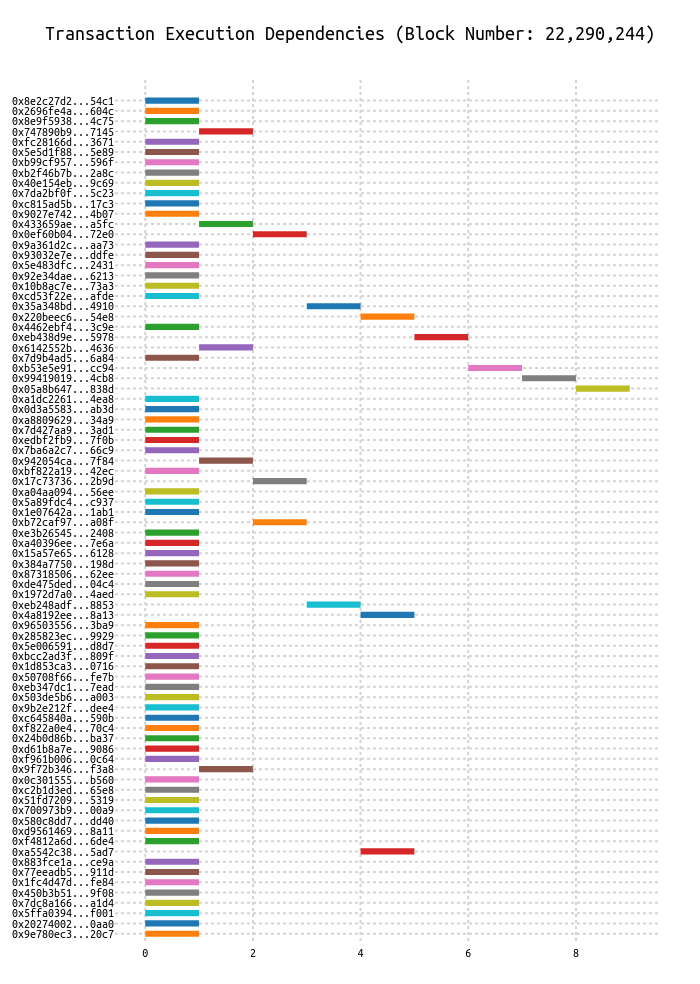 Transaction Execution Dependencies (Block Number: 22,290,244)
0x8e2c27d2...54c1
0x2696fe4a...604c
0x8e9f5938...4c75
0x747890b9...7145
0xfc28166d...3671
0x5e5d1f88...5e89
0xb99cf957...596f
0xb2f46b7b...2a8c
0x40e154eb...9c69
0x7da2bf0f...5c23
0xc815ad5b...17c3
0x9027e742...4b07
0x433659ae...a5fc
0x0ef60b04...72e0
0x9a361d2c...aa73
0x93032e7e...ddfe
0x5e483dfc...2431
0x92e34dae...6213
0x10b8ac7e...73a3
0xcd53f22e...afde
0x35a348bd...4910
0x220beec6...54e8
0x4462ebf4...3c9e
0xeb438d9e...5978
0x6142552b...4636
0x7d9b4ad5...6a84
0xb53e5e91...cc94
0x99419019...4cb8
0x05a8b647...838d
0xa1dc2261...4ea8
0x0d3a5583...ab3d
0xa8809629...34a9
0x7d427aa9...3ad1
0xedbf2fb9...7f0b
0x7ba6a2c7...66c9
0x942054ca...7f84
0xbf822a19...42ec
0x17c73736...2b9d
0xa04aa094...56ee
0x5a89fdc4...c937
0x1e07642a...1ab1
0xb72caf97...a08f
0xe3b26545...2408
0xa40396ee...7e6a
0x15a57e65...6128
0x384a7750...198d
0x87318506...62ee
0xde475ded...04c4
0x1972d7a0...4aed
0xeb248adf...8853
0x4a8192ee...8a13
0x96503556...3ba9
0x285823ec...9929
0x5e006591...d8d7
0xbcc2ad3f...809f
0x1d853ca3...0716
0x50708f66...fe7b
0xeb347dc1...7ead
0x503de5b6...a003
0x9b2e212f...dee4
0xc645840a...590b
0xf822a0e4...70c4
0x24b0d86b...ba37
0xd61b8a7e...9086
0xf961b006...0c64
0x9f72b346...f3a8
0x0c301555...b560
0xc2b1d3ed...65e8
0x51fd7209...5319
0x700973b9...00a9
0x580c8dd7...dd40
0xd9561469...8a11
0xf4812a6d...6de4
0xa5542c38...5ad7
0x883fce1a...ce9a
0x77eeadb5...911d
0x1fc4d47d...fe84
0x450b3b51...9f08
0x7dc8a166...a1d4
0x5ffa0394...f001
0x20274002...0aa0
0x9e780ec3...20c7
0 2 4 6 8